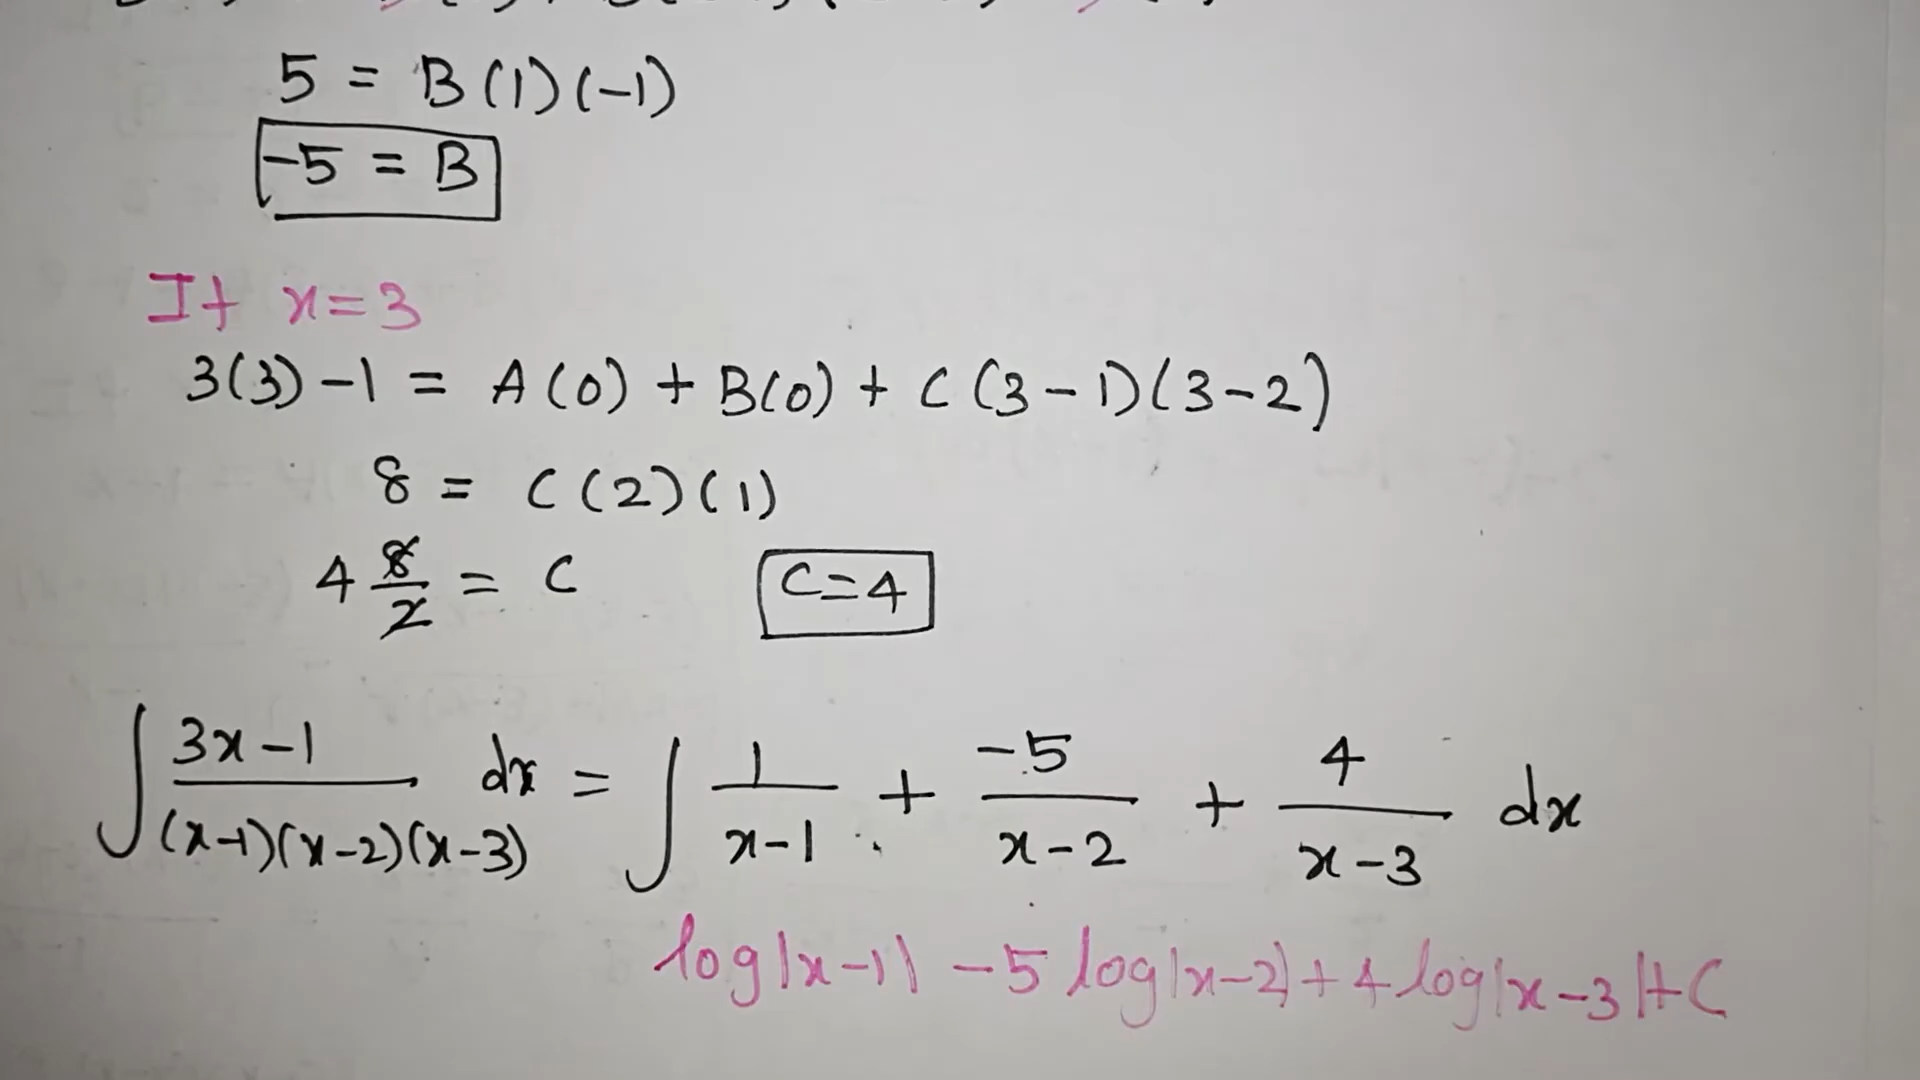 5 = B(1)(-1)
-5 = B
If x=3
3(3)-1 = A(0) + B(0) + C(3-1)(3-2)
8 = C(2)(1)
4 8/2 = C
C=4
∫ 3x-1/(x-1)(x-2)(x-3) dx = ∫ 1/x-1 + -5/x-2 + 4/x-3 dx
log|x-1| -5 log|x-2| + 4 log|x-3|+C